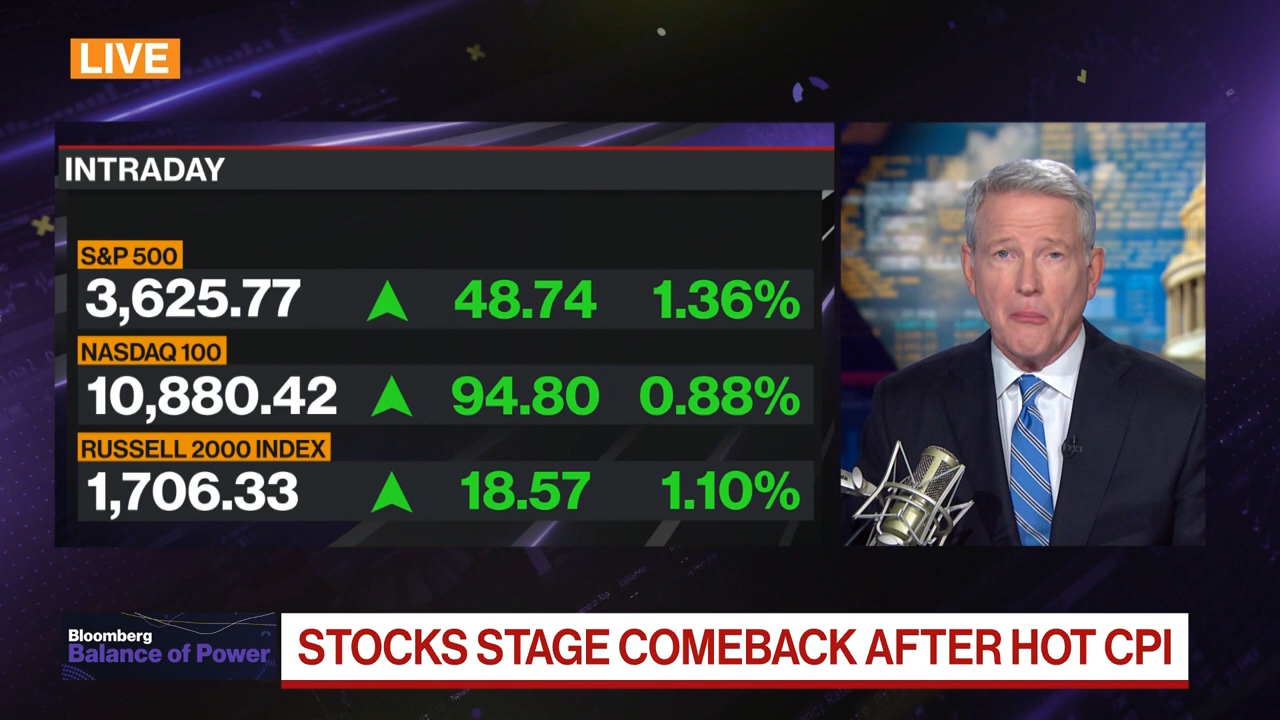 LIVE
INTRADAY
S&P 500
3,625.77 ▲ 48.74 1.36%
NASDAQ 100
10,880.42 ▲ 94.80 0.88%
RUSSELL 2000 INDEX
1,706.33 ▲ 18.57 1.10%
Bloomberg
Balance of Power
STOCKS STAGE COMEBACK AFTER HOT CPI